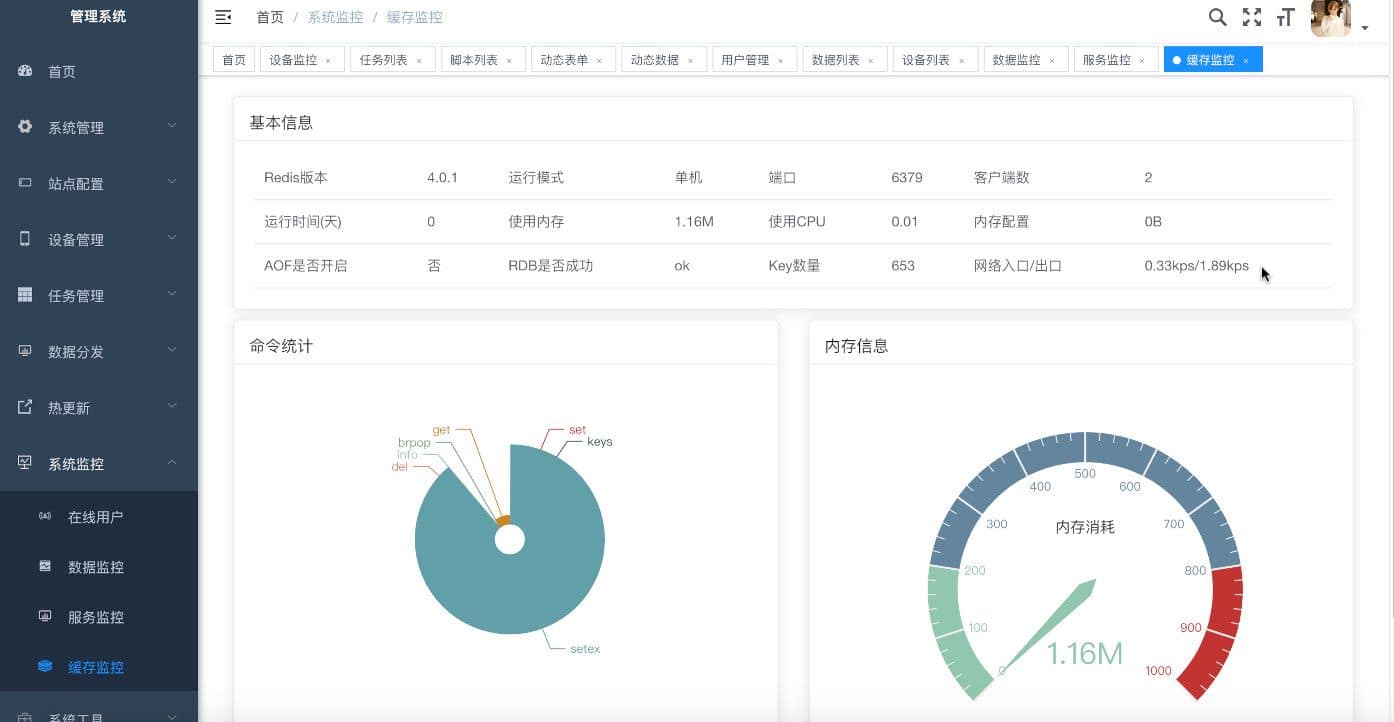 管理系统
首页 / 系统监控 / 缓存监控
首页
系统管理
站点配置
设备管理
任务管理
数据分发
热更新
系统监控
在线用户
数据监控
服务监控
缓存监控
系统工具
首页 设备监控 × 任务列表 × 脚本列表 × 动态表单 × 动态数据 × 用户管理 × 数据列表 × 设备列表 × 数据监控 × 服务监控 × 缓存监控 ×
基本信息
Redis版本 4.0.1 运行模式 单机 端口 6379 客户端数 2
运行时间(天) 0 使用内存 1.16M 使用CPU 0.01 内存配置 0B
AOF是否开启 否 RDB是否成功 ok Key数量 653 网络入口/出口 0.33kps/1.89kps
命令统计
get
set
brpop
keys
info
del
setex
内存信息
500
400
600
300
内存消耗
700
200
800
100
900
1.16M
0
1000